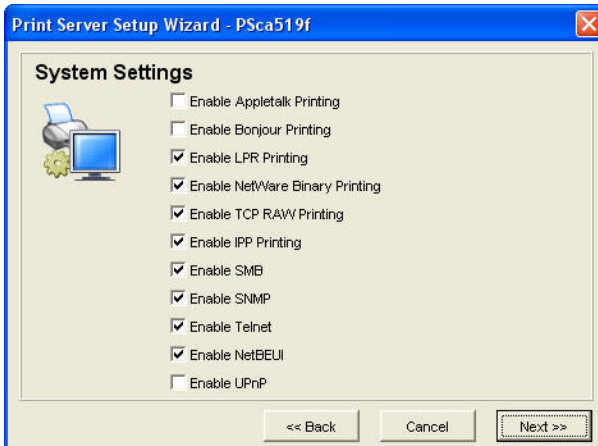 Print Server Setup Wizard - PSca519f
System Settings
Enable Appletalk Printing
Enable Bonjour Printing
Enable LPR Printing
Enable NetWare Binary Printing
Enable TCP RAW Printing
Enable IPP Printing
Enable SMB
Enable SNMP
Enable Telnet
Enable NetBEUI
Enable UPnP
<< Back Cancel Next >>